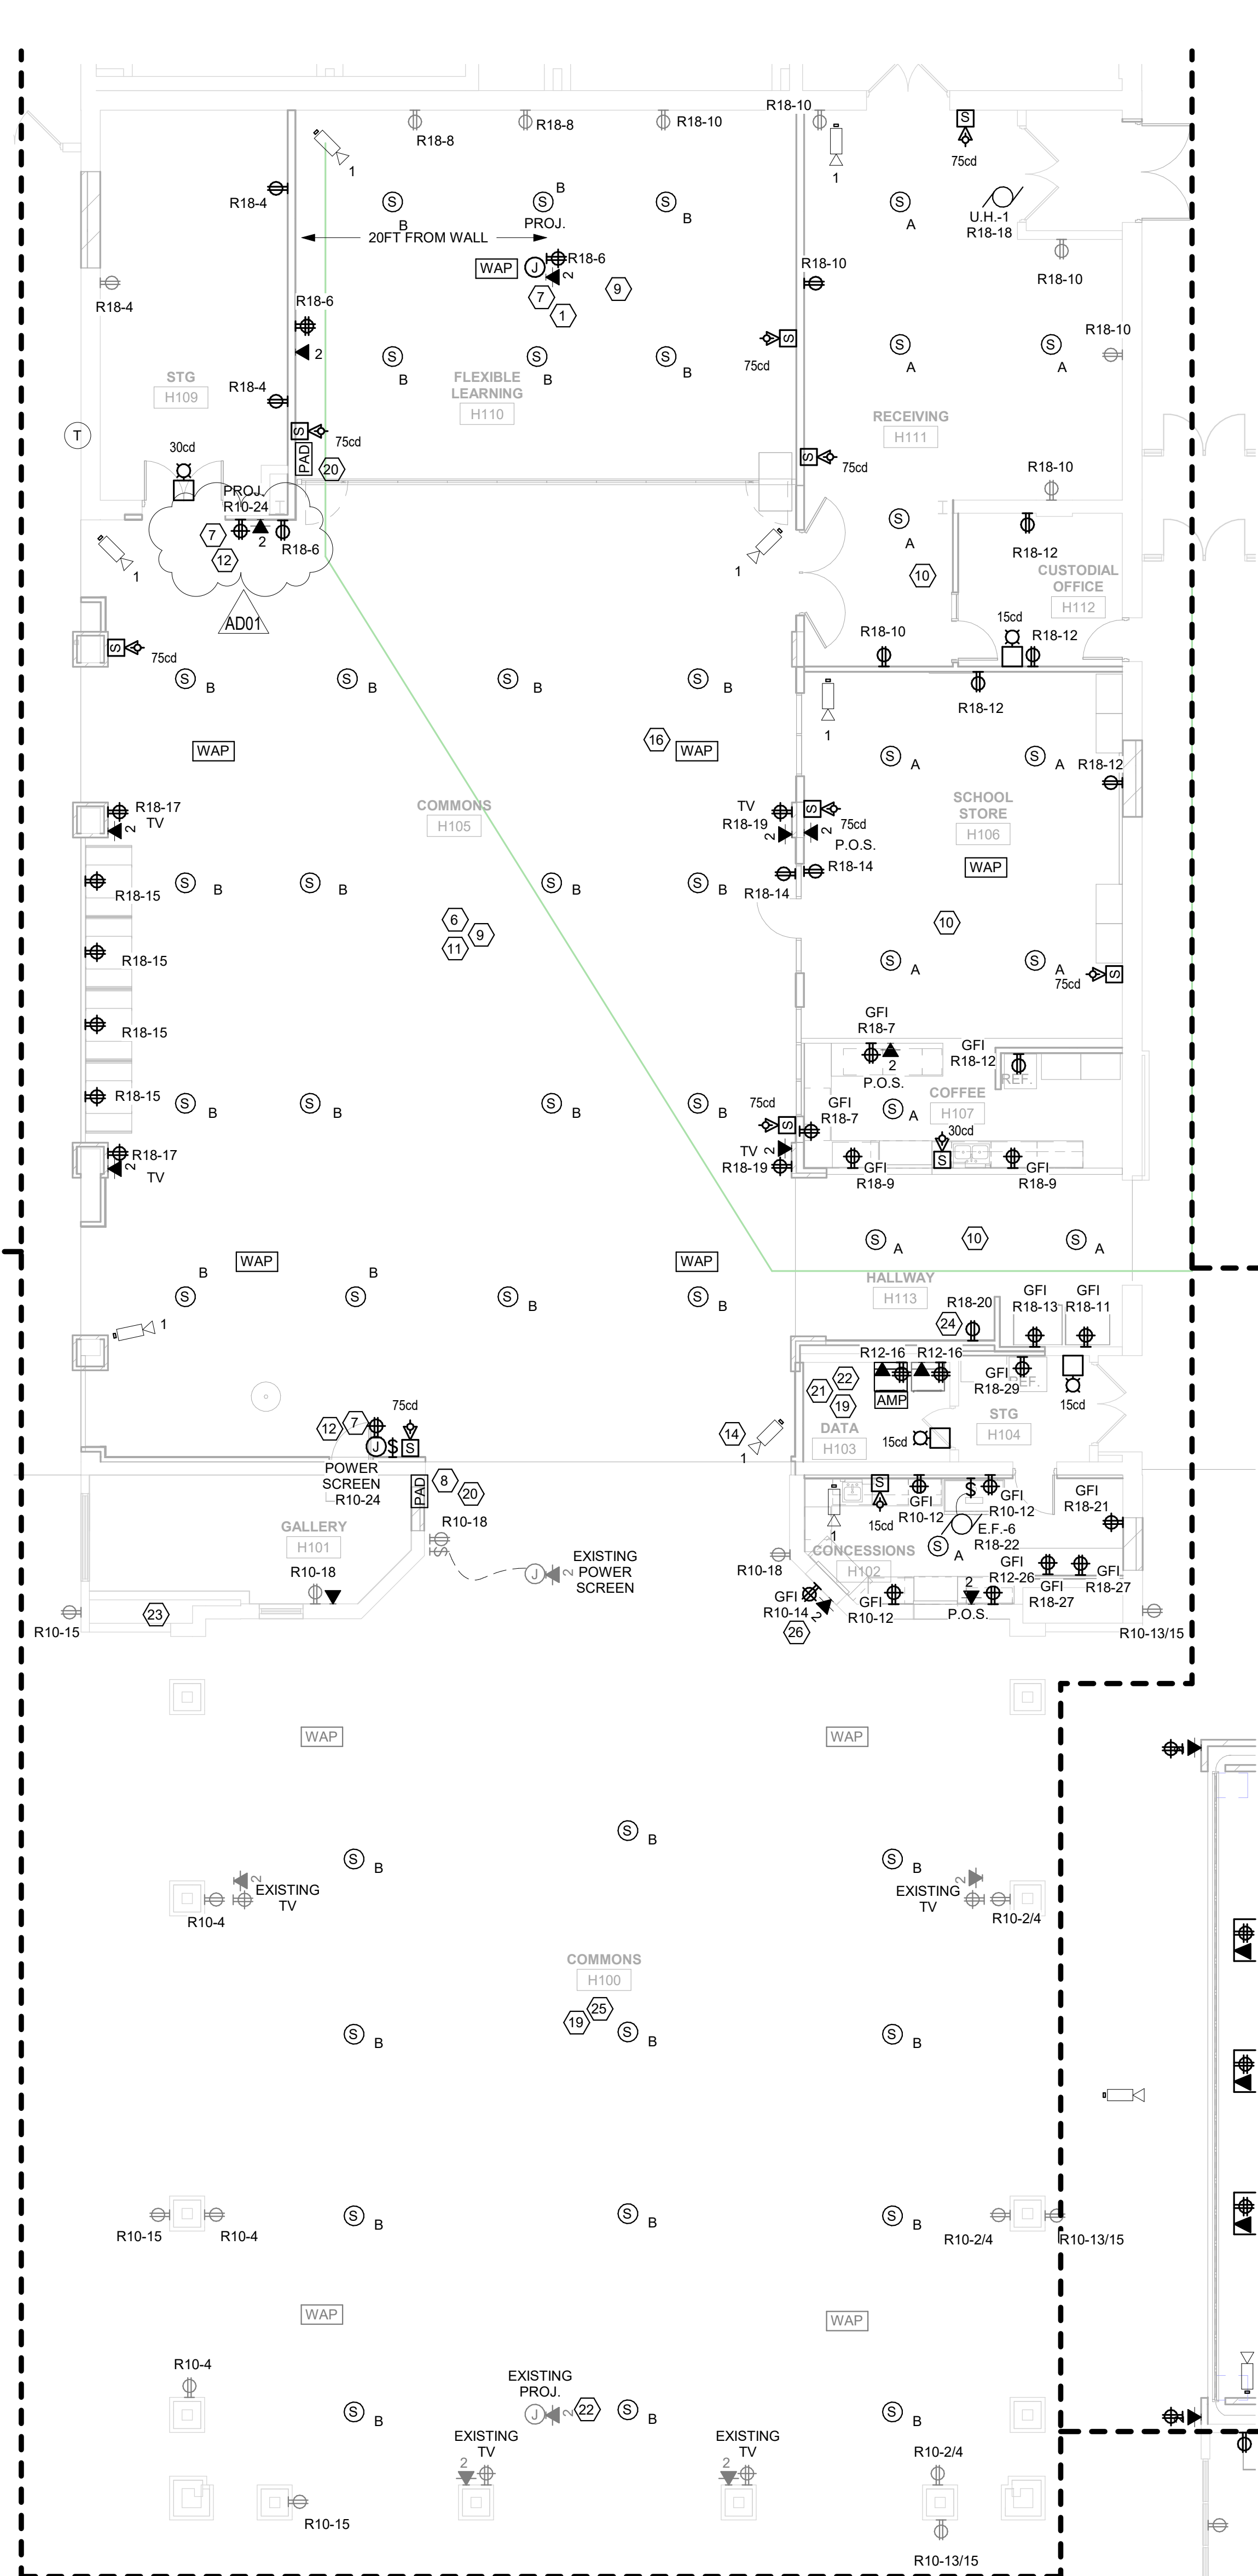 R18-10
R18-8
R18-8
R18-10
1
1
75cd
S
S
B
S
B
S
B
S
A
R18-4
PROJ.
U.H.-1
R18-18
20FT FROM WALL
WAP
J
R18-6
2
R18-10
R18-10
R18-4
7
9
1
R18-6
2
R18-10
S
75cd
S
B
S
B
S
B
S
A
S
A
STG
H109
R18-4
FLEXIBLE
LEARNING
H110
RECEIVING
H111
T
30cd
S
75cd
PAD
20
S
75cd
R18-10
PROJ.
R10-24
7
2
R18-6
12
AD01
1
1
S
A
10
R18-12
CUSTODIAL
OFFICE
H112
15cd
R18-12
R18-10
S
75cd
S
B
S
B
S
B
S
B
R18-12
1
WAP
16
WAP
S
A
S
A
R18-12
R18-17
TV
2
COMMONS
H105
TV
R18-19
2
S
75cd
2
P.O.S.
SCHOOL
STORE
H106
WAP
R18-14
R18-14
R18-15
S
B
S
B
S
B
S
B
6
9
11
10
R18-15
S
A
S
A
75cd
S
R18-15
GFI
R18-7
2
P.O.S.
GFI
R18-12
REF.
R18-15
S
B
S
B
S
B
S
B
COFFEE
H107
GFI
R18-7
S
A
75cd
S
30cd
S
R18-17
2
TV
TV
2
R18-19
GFI
R18-9
GFI
R18-9
S
A
10
S
A
WAP
WAP
B
B
S
S
S
B
S
B
HALLWAY
H113
R18-20
24
GFI
R18-13
GFI
R18-11
1
R12-16
R12-16
AMP
21
22
19
GFI
R18-29
REF.
15cd
STG
H104
DATA
H103
15cd
12
7
J
$
S
75cd
14
1
POWER
SCREEN
R10-24
PAD
8
20
GALLERY
H101
R10-18
R10-18
23
R10-15
$
J
2
EXISTING
POWER
SCREEN
S
15cd
1
GFI
R10-12
$
GFI
R10-12
GFI
R18-21
E.F.-6
R18-22
CONCESSIONS
H102
S
A
R10-18
GFI
R10-14
2
26
GFI
R10-12
2
P.O.S.
GFI
R12-26
GFI
R18-27
GFI
R18-27
R10-13/15
WAP
WAP
S
B
S
B
S
B
2
EXISTING
TV
R10-4
2
EXISTING
TV
R10-2/4
COMMONS
H100
25
19
S
B
S
B
S
B
S
B
S
B
S
B
R10-15
R10-4
R10-2/4
R10-13/15
WAP
WAP
R10-4
EXISTING
PROJ.
J
2
22
S
B
S
B
S
B
EXISTING
TV
2
EXISTING
TV
2
R10-2/4
R10-15
R10-13/15